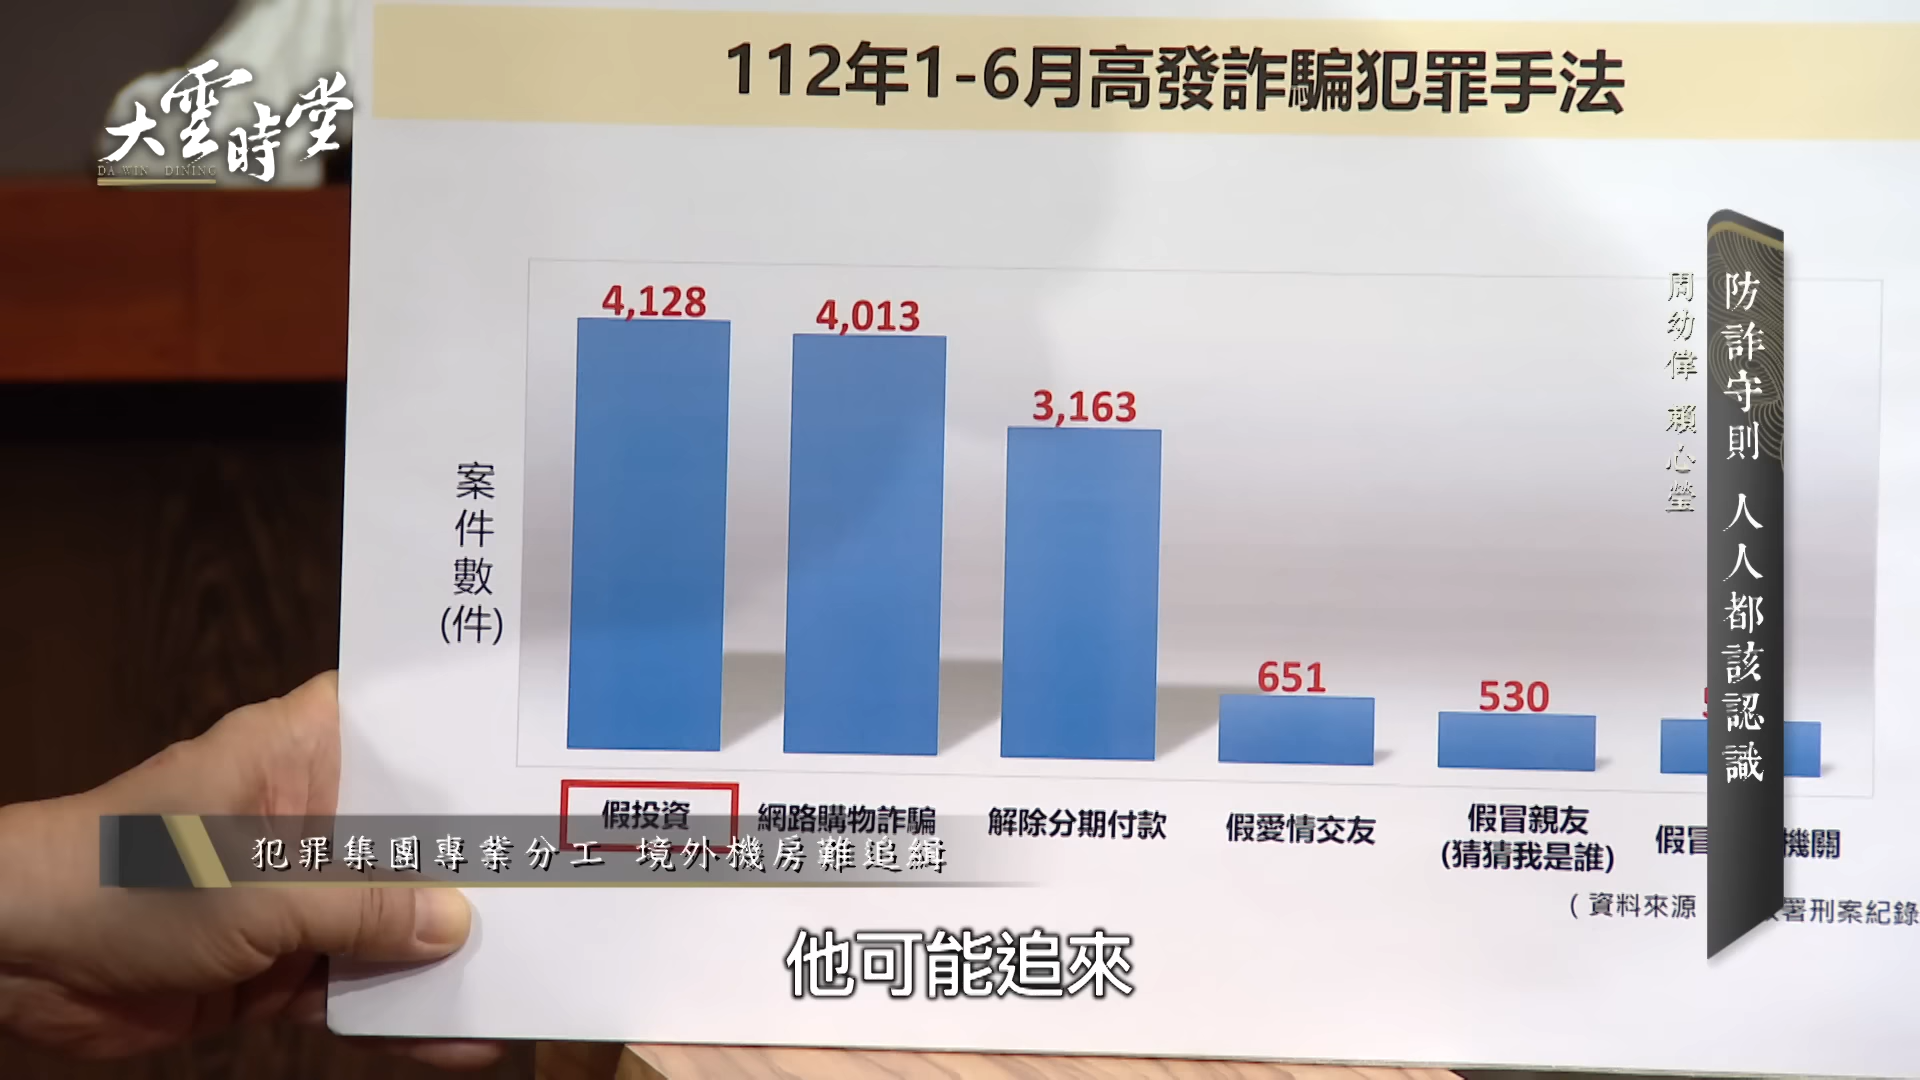 大雲時堂
DA WIN DINING
112年1-6月高發詐騙犯罪手法
4,128
4,013
3,163
651
530
案件數(件)
假投資
網路購物詐騙
解除分期付款
假愛情交友
假冒親友
(猜猜我是誰)
假冒
機關
(資料來源
署刑案紀錄
周幼偉 賴心瑩
防詐守則 人人都該認識
犯罪集團專業分工 境外機房難追緝
他可能追來